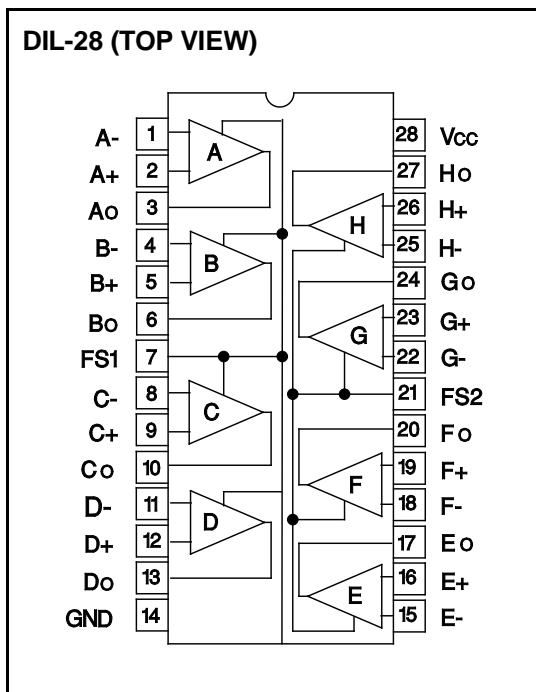 DIL-28 (TOP VIEW)
A- 1
A+ 2
Ao 3
B- 4
B+ 5
Bo 6
FS1 7
C- 8
C+ 9
Co 10
D- 11
D+ 12
Do 13
GND 14
A
B
C
D
H
G
F
E
28 Vcc
27 Ho
26 H+
25 H-
24 Go
23 G+
22 G-
21 FS2
20 Fo
19 F+
18 F-
17 Eo
16 E+
15 E-